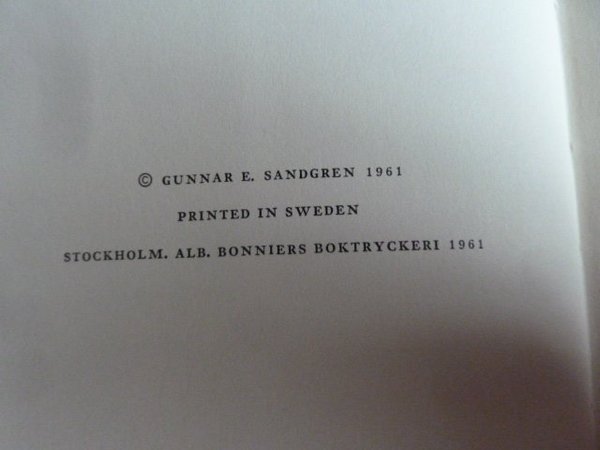 © GUNNAR E. SANDGREN 1961
PRINTED IN SWEDEN
STOCKHOLM. ALB. BONNIERS BOKTRYCKERI 1961